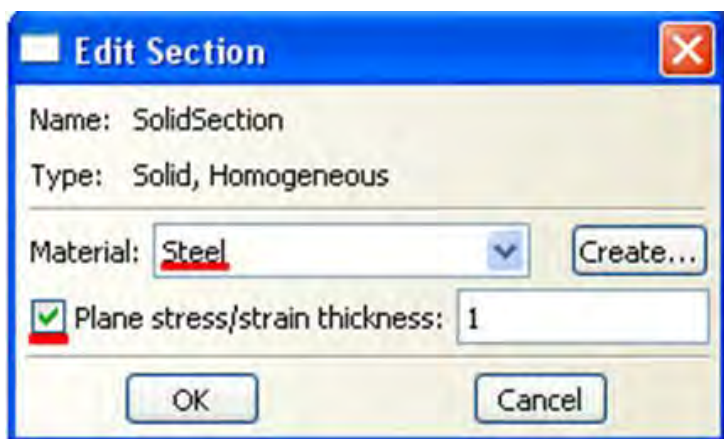 Edit Section
Name: SolidSection
Type: Solid, Homogeneous
Material: Steel Create...
Plane stress/strain thickness: 1
OK Cancel